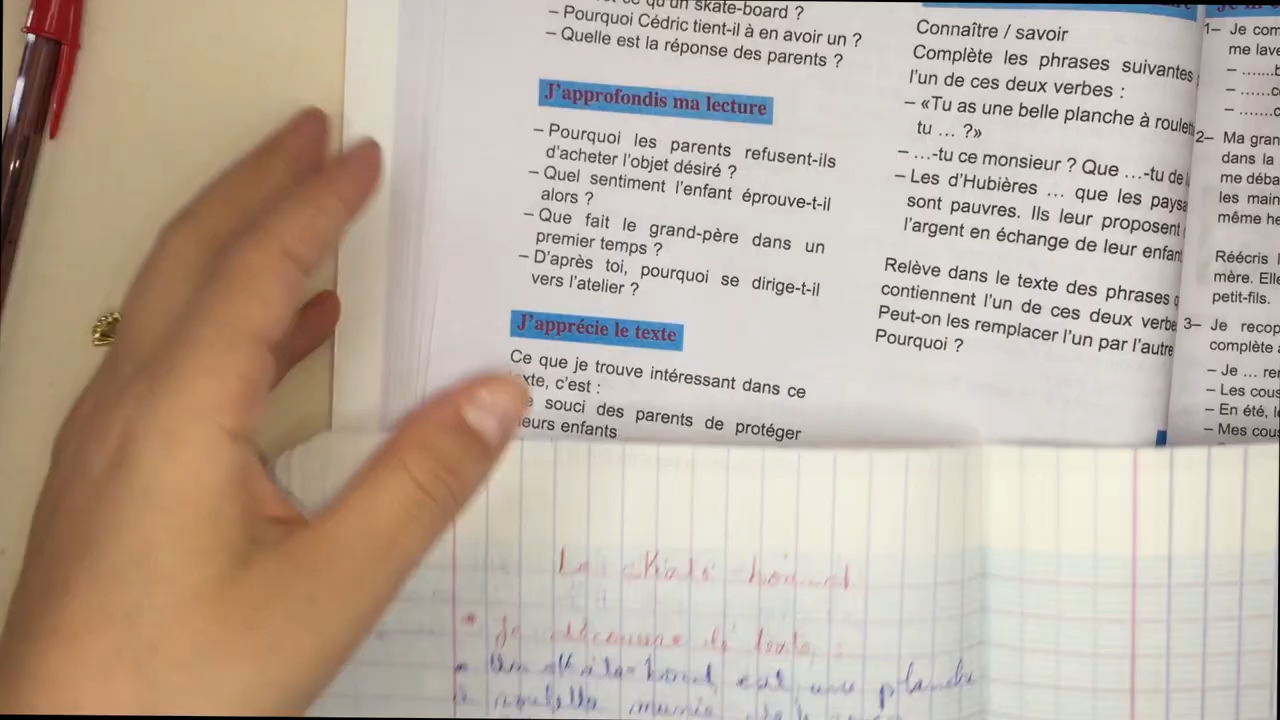 qu'un skate-board ?
– Pourquoi Cédric tient-il à en avoir un ?
– Quelle est la réponse des parents ?
J'approfondis ma lecture
– Pourquoi les parents refusent-ils
d'acheter l'objet désiré ?
– Quel sentiment l'enfant éprouve-t-il
alors ?
– Que fait le grand-père dans un
premier temps ?
– D'après toi, pourquoi se dirige-t-il
vers l'atelier ?
J'apprécie le texte
Ce que je trouve intéressant dans ce
texte, c'est :
souci des parents de protéger
leurs enfants
Connaître / savoir
Complète les phrases suivantes
l'un de ces deux verbes :
– «Tu as une belle planche à roulet
tu … ?»
– …-tu ce monsieur ? Que …-tu de
– Les d'Hubières … que les paysa
sont pauvres. Ils leur proposent
l'argent en échange de leur enfan
Relève dans le texte des phrases
contiennent l'un de ces deux verbe
Peut-on les remplacer l'un par l'autre
Pourquoi ?
1– Je com
me lave
– .......b
– ......c
– .......c
2– Ma gran
dans la
me déba
les main
même he
Réécris l
mère. Elle
petit-fils.
3– Je recop
complète a
– Je … ren
– Les cous
– En été, l
– Mes cous
Le skate-board
* Je découvre le texte :
est une planche
à roulette munie